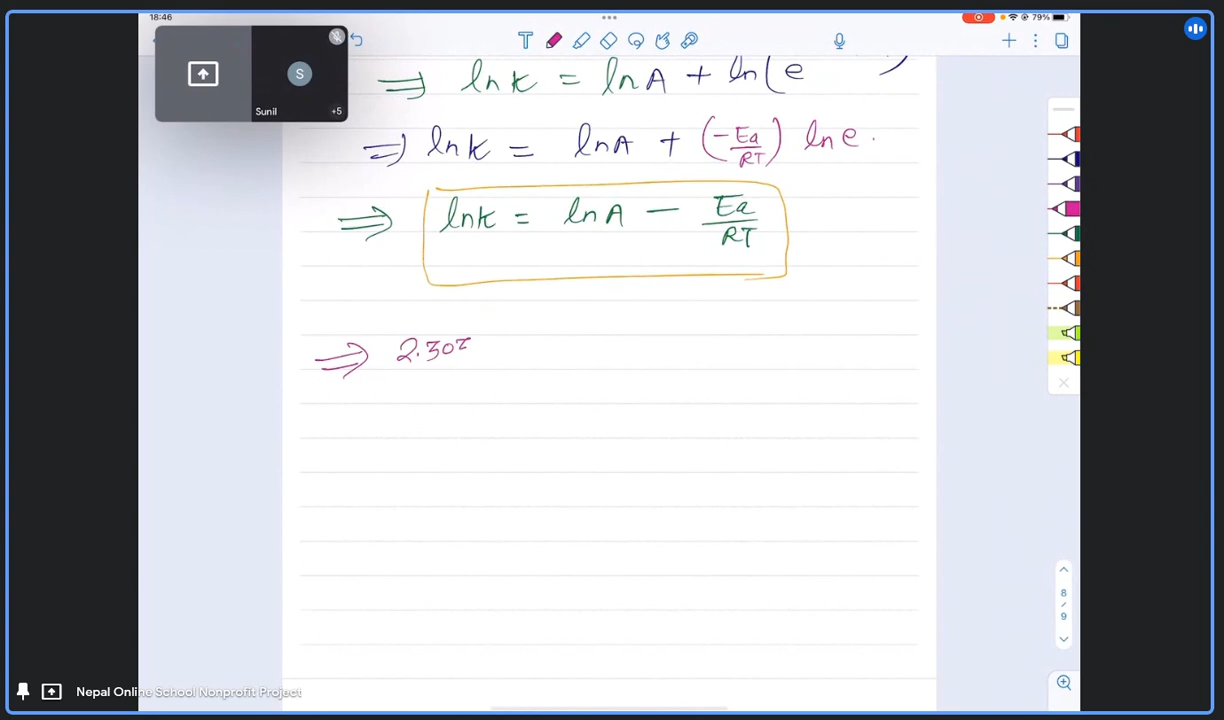 18:46
79%
⇒ lnk = lnA + ln(e )
S
Sunil
+5
⇒ lnk = lnA + (-Ea/RT) lne.
⇒ lnk = lnA - Ea/RT
⇒ 2.303
8
/
9
Nepal Online School Nonprofit Project